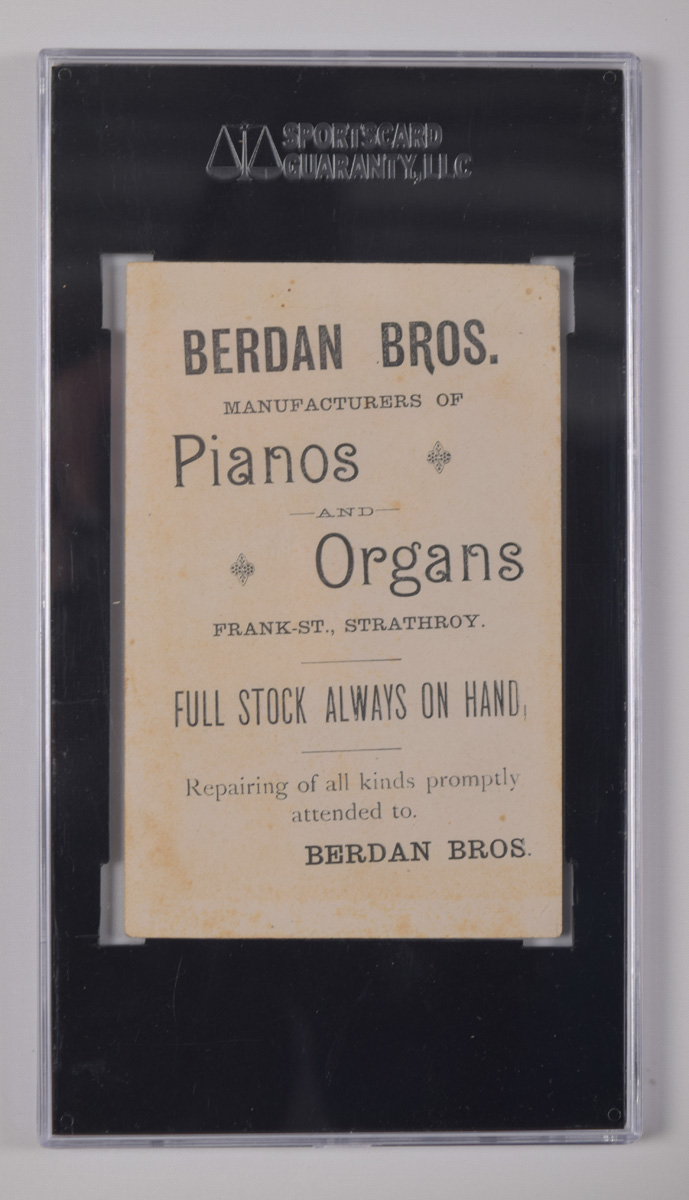 SPORTSCARD
GUARANTY, LLC
BERDAN BROS.
MANUFACTURERS OF
Pianos
—AND—
Organs
FRANK-ST., STRATHROY.
FULL STOCK ALWAYS ON HAND,
Repairing of all kinds promptly
attended to.
BERDAN BROS.